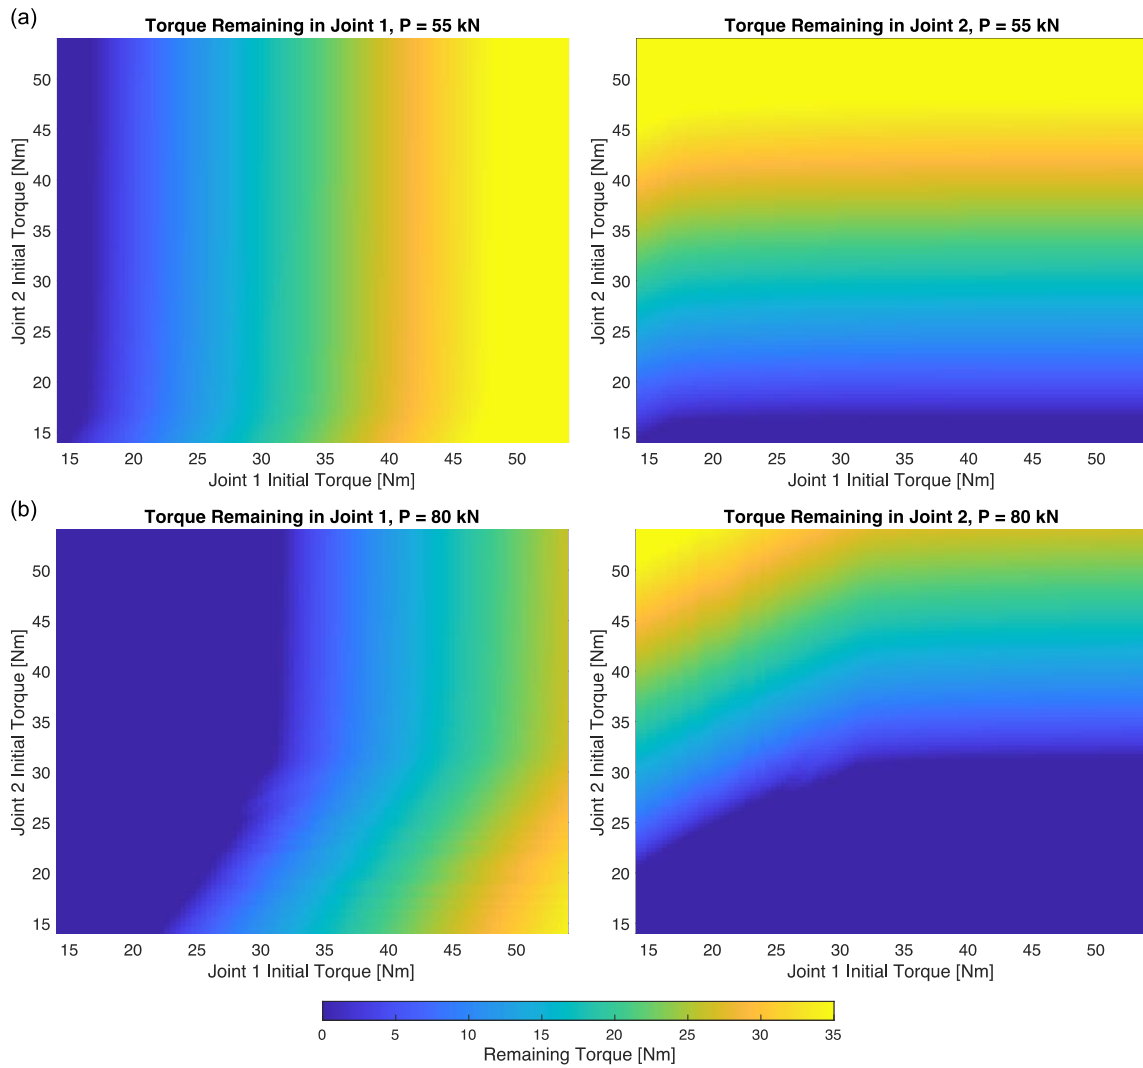 (a)
Torque Remaining in Joint 1, P = 55 kN
Joint 2 Initial Torque [Nm]
50
45
40
35
30
25
20
15
15 20 25 30 35 40 45 50
Joint 1 Initial Torque [Nm]
Torque Remaining in Joint 2, P = 55 kN
Joint 2 Initial Torque [Nm]
50
45
40
35
30
25
20
15
15 20 25 30 35 40 45 50
Joint 1 Initial Torque [Nm]
(b)
Torque Remaining in Joint 1, P = 80 kN
Joint 2 Initial Torque [Nm]
50
45
40
35
30
25
20
15
15 20 25 30 35 40 45 50
Joint 1 Initial Torque [Nm]
Torque Remaining in Joint 2, P = 80 kN
Joint 2 Initial Torque [Nm]
50
45
40
35
30
25
20
15
15 20 25 30 35 40 45 50
Joint 1 Initial Torque [Nm]
0 5 10 15 20 25 30 35
Remaining Torque [Nm]